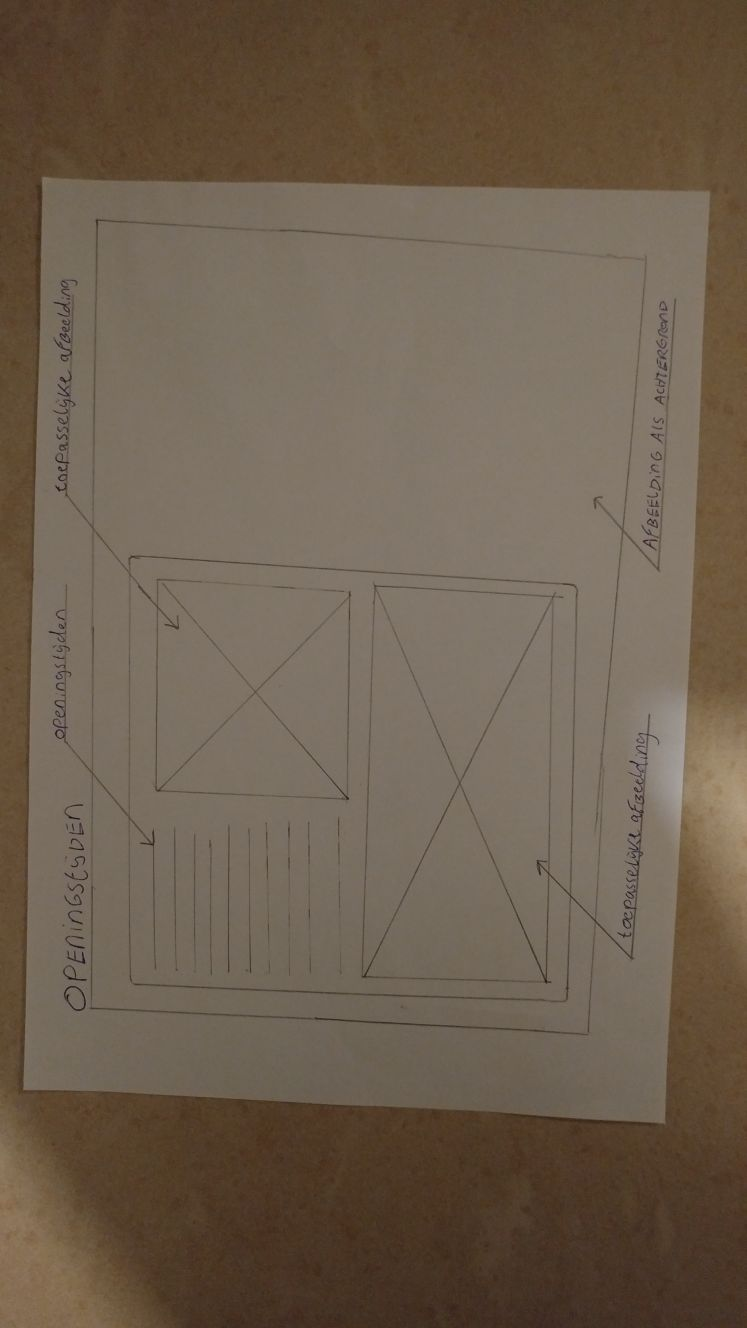 OPENINGSTIJDEN
openingstijden
toepasselijke afbeelding
AFBEELDING ALS ACHTERGROND
toepasselijke afbeelding